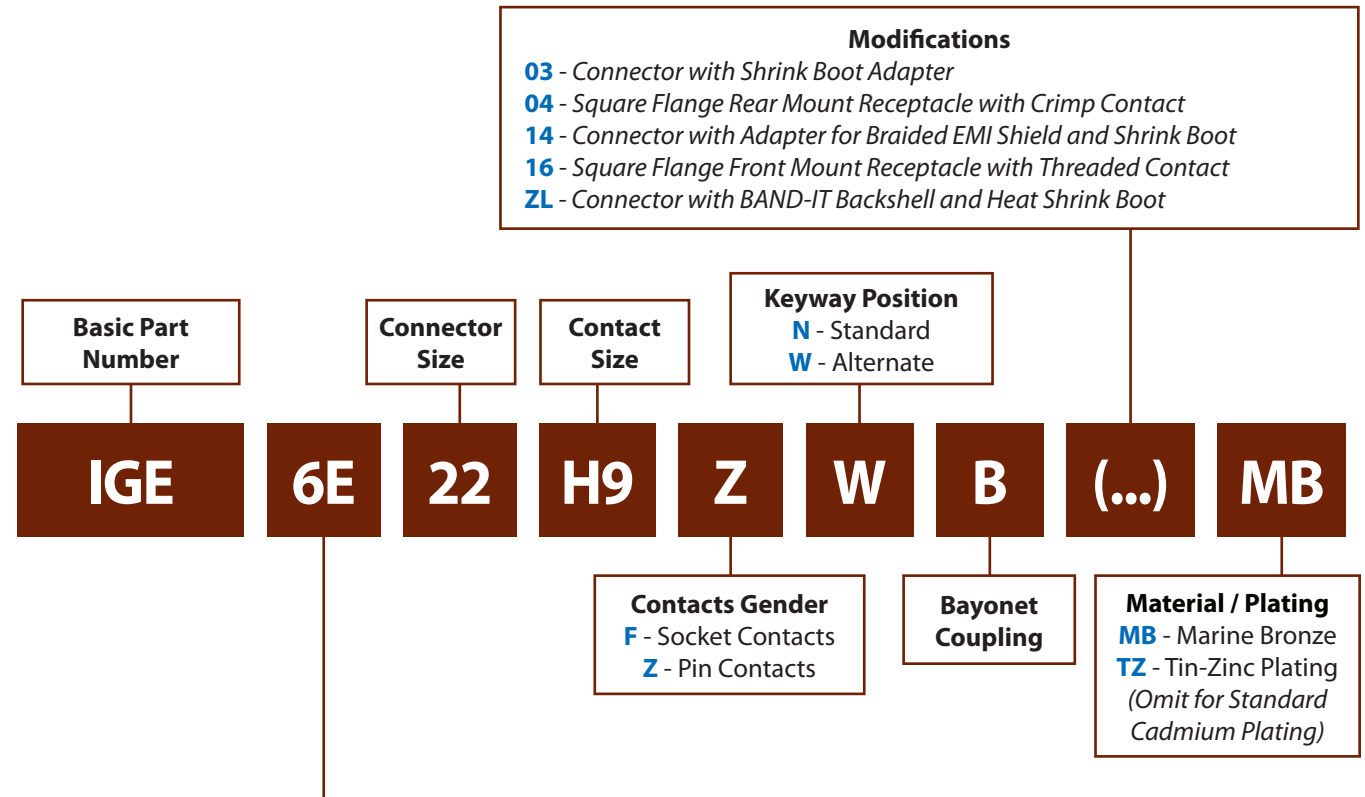 Modifications
03 - Connector with Shrink Boot Adapter
04 - Square Flange Rear Mount Receptacle with Crimp Contact
14 - Connector with Adapter for Braided EMI Shield and Shrink Boot
16 - Square Flange Front Mount Receptacle with Threaded Contact
ZL - Connector with BAND-IT Backshell and Heat Shrink Boot
Basic Part
Number
Connector
Size
Contact
Size
Keyway Position
N - Standard
W - Alternate
IGE 6E 22 H9 Z W B (...) MB
Contacts Gender
F - Socket Contacts
Z - Pin Contacts
Bayonet
Coupling
Material / Plating
MB - Marine Bronze
TZ - Tin-Zinc Plating
(Omit for Standard
Cadmium Plating)